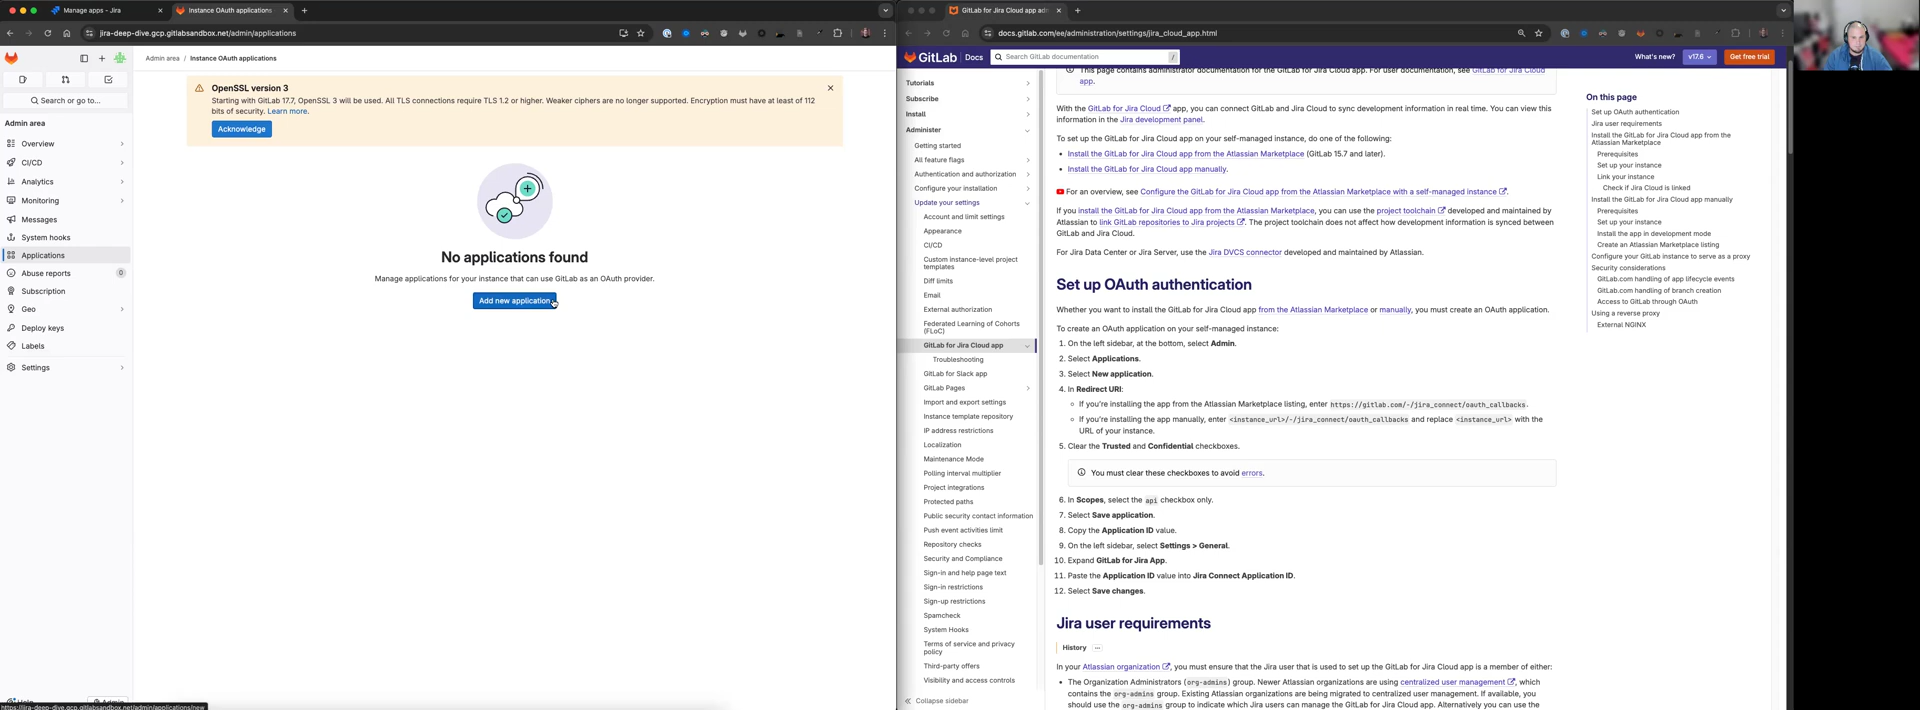 Manage apps - Jira
Instance OAuth applications
jira-deep-dive.gcp.gitlabsandbox.net/admin/applications
Search or go to...
Admin area
Overview
CI/CD
Analytics
Monitoring
Messages
System hooks
Applications
Abuse reports
0
Subscription
Geo
Deploy keys
Labels
Settings
Help
Admin
https://jira-deep-dive.gcp.gitlabsandbox.net/admin/applications/new
Admin area / Instance OAuth applications
OpenSSL version 3
Starting with GitLab 17.7, OpenSSL 3 will be used. All TLS connections require TLS 1.2 or higher. Weaker ciphers are no longer supported. Encryption must have at least of 112
bits of security. Learn more.
Acknowledge
No applications found
Manage applications for your instance that can use GitLab as an OAuth provider.
Add new application
GitLab for Jira Cloud app adm
docs.gitlab.com/ee/administration/settings/jira_cloud_app.html
GitLab Docs
Search GitLab documentation
/
What's new?
v17.6
Get free trial
Tutorials
Subscribe
Install
Administer
Getting started
All feature flags
Authentication and authorization
Configure your installation
Update your settings
Account and limit settings
Appearance
CI/CD
Custom instance-level project
templates
Diff limits
Email
External authorization
Federated Learning of Cohorts
(FLoC)
GitLab for Jira Cloud app
Troubleshooting
GitLab for Slack app
GitLab Pages
Import and export settings
Instance template repository
IP address restrictions
Localization
Maintenance Mode
Polling interval multiplier
Project integrations
Protected paths
Public security contact information
Push event activities limit
Repository checks
Security and Compliance
Sign-in and help page text
Sign-in restrictions
Sign-up restrictions
Spamcheck
System Hooks
Terms of service and privacy
policy
Third-party offers
Visibility and access controls
Collapse sidebar
This page contains administrator documentation for the GitLab for Jira Cloud app. For user documentation, see GitLab for Jira Cloud
app.
With the GitLab for Jira Cloud app, you can connect GitLab and Jira to sync development information in real time. You can view this
information in the Jira development panel.
To set up the GitLab for Jira Cloud app on your self-managed instance, do one of the following:
• Install the GitLab for Jira Cloud app from the Atlassian Marketplace (GitLab 15.7 and later).
• Install the GitLab for Jira Cloud app manually.
For an overview, see Configure the GitLab for Jira Cloud app from the Atlassian Marketplace with a self-managed instance.
If you install the GitLab for Jira Cloud app from the Atlassian Marketplace, you can use the project toolchain developed and maintained by
Atlassian to link GitLab repositories to Jira projects. The project toolchain does not affect how development information is synced between
GitLab and Jira Cloud.
For Jira Data Center or Jira Server, use the Jira DVCS connector developed and maintained by Atlassian.
Set up OAuth authentication
Whether you want to install the GitLab for Jira Cloud app from the Atlassian Marketplace or manually, you must create an OAuth application.
To create an OAuth application on your self-managed instance:
1. On the left sidebar, at the bottom, select Admin.
2. Select Applications.
3. Select New application.
4. In Redirect URI:
If you're installing the app from the Atlassian Marketplace listing, enter https://gitlab.com/-/jira_connect/oauth_callbacks.
If you're installing the app manually, enter <instance_url>/-/jira_connect/oauth_callbacks and replace <instance_url> with the
URL of your instance.
5. Clear the Trusted and Confidential checkboxes.
You must clear these checkboxes to avoid errors.
6. In Scopes, select the api checkbox only.
7. Select Save application.
8. Copy the Application ID value.
9. On the left sidebar, select Settings > General.
10. Expand GitLab for Jira App.
11. Paste the Application ID value into Jira Connect Application ID.
12. Select Save changes.
Jira user requirements
History ...
In your Atlassian organization, you must ensure that the Jira user that is used to set up the GitLab for Jira Cloud app is a member of either:
• The Organization Administrators (org-admins) group. Newer Atlassian organizations are using centralized user management, which
contains the org-admins group. Existing Atlassian organizations are being migrated to centralized user management. If available, you
should use the org-admins group to indicate which Jira users can manage the GitLab for Jira Cloud app. Alternatively you can use the
On this page
Set up OAuth authentication
Jira user requirements
Install the GitLab for Jira Cloud app from the
Atlassian Marketplace
Prerequisites
Set up your instance
Link your instance
Check if Jira Cloud is linked
Install the GitLab for Jira Cloud app manually
Prerequisites
Set up your instance
Install the app in development mode
Create an Atlassian Marketplace listing
Configure your GitLab instance to serve as a proxy
Security considerations
GitLab.com handling of app lifecycle events
GitLab.com handling of branch creation
Access to GitLab through OAuth
Using a reverse proxy
External NGINX